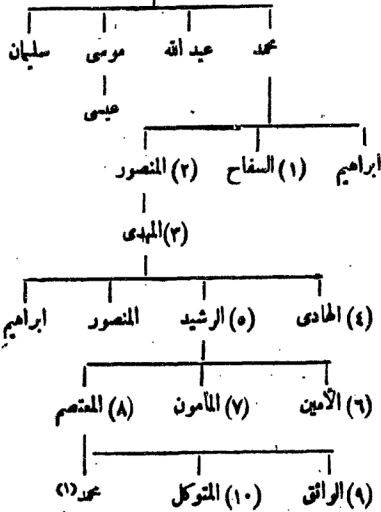 محمد عبد الله موسى سليمان
عيسى
ابراهيم (١) السفاح (٢) المنصور
(٣) المهدى
(٤) الهادى (٥) الرشيد المنصور ابراهيم
(٦) الأمين (٧) المأمون (٨) المعتصم
(٩) الواثق (١٠) المتوكل محمد (١)